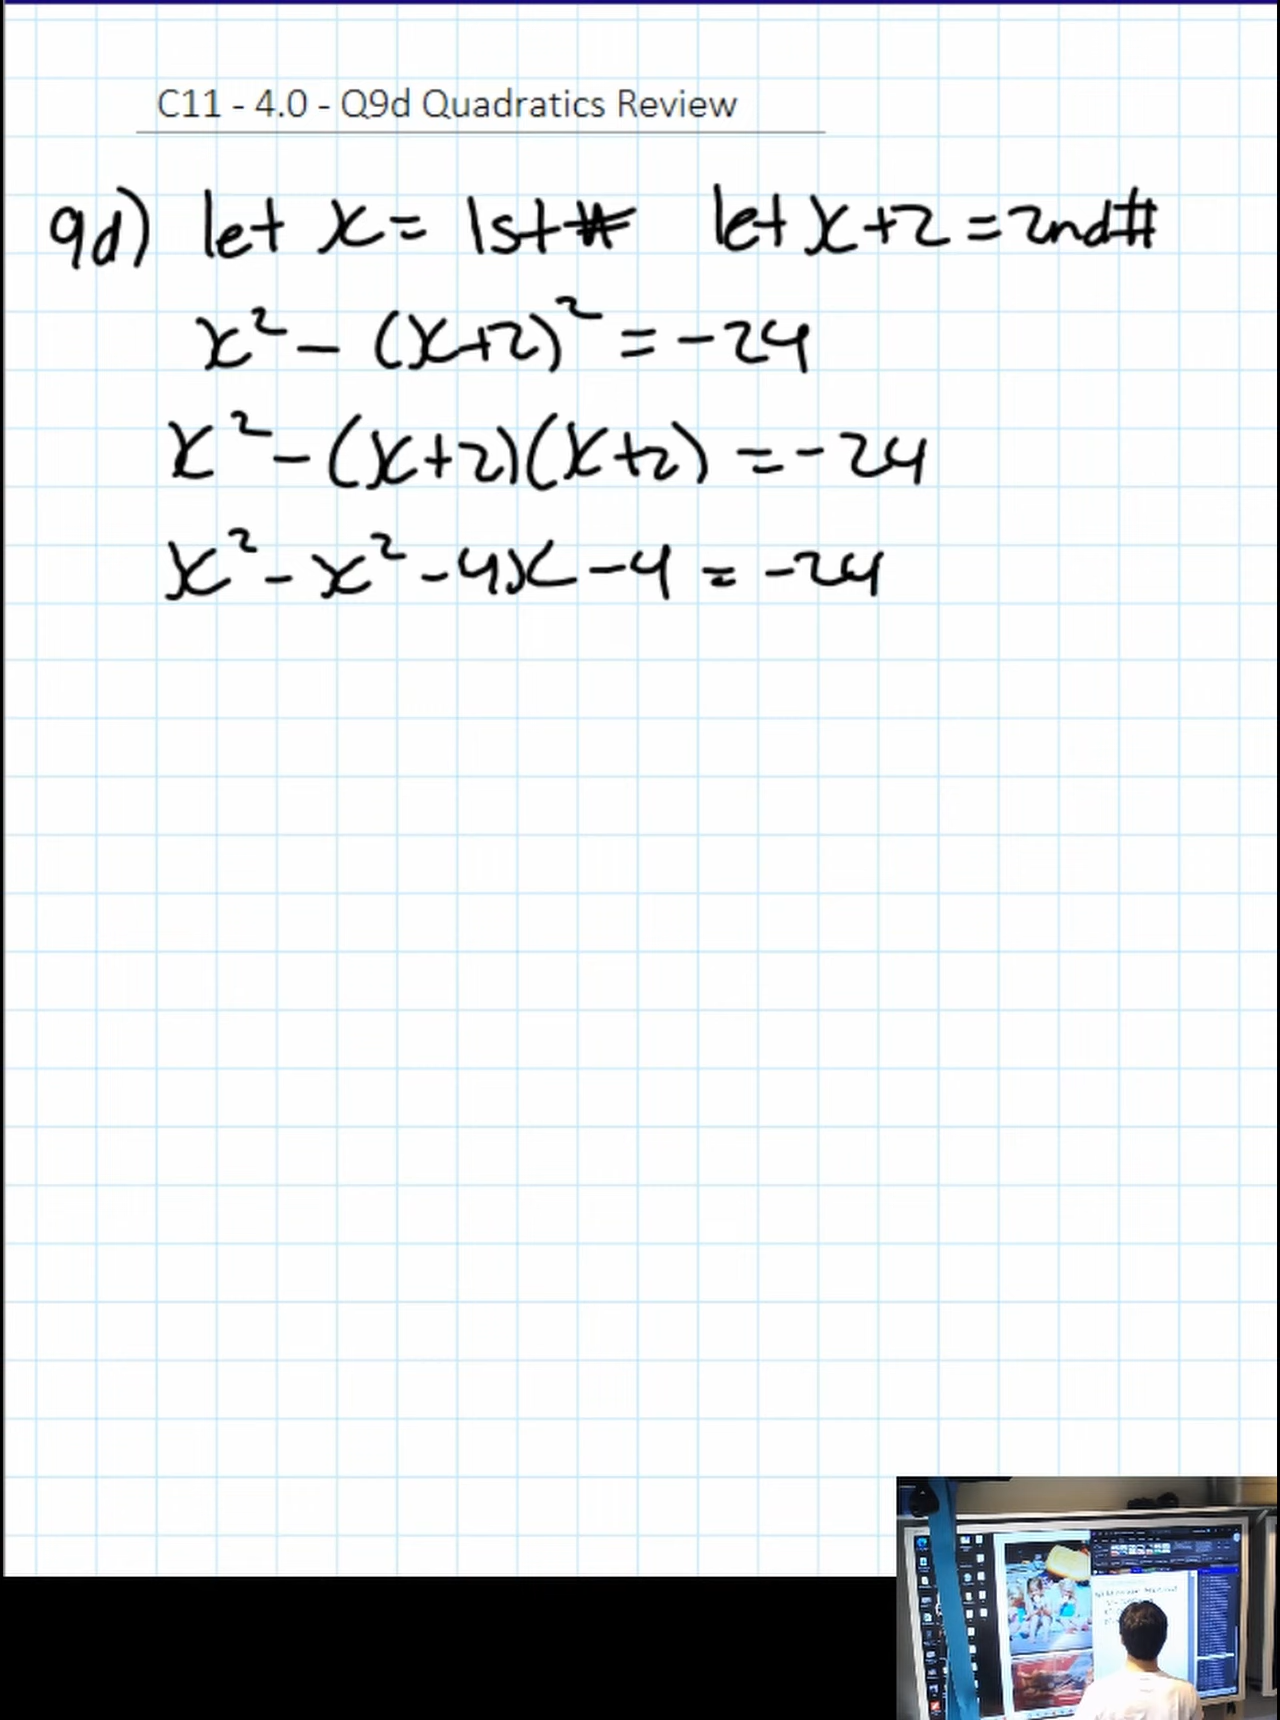 C11 - 4.0 - Q9d Quadratics Review
9d) let x = 1st # let x+2 = 2nd#
x² - (x+2)² = -24
x² - (x+2)(x+2) = -24
x² - x² - 4x - 4 = -24